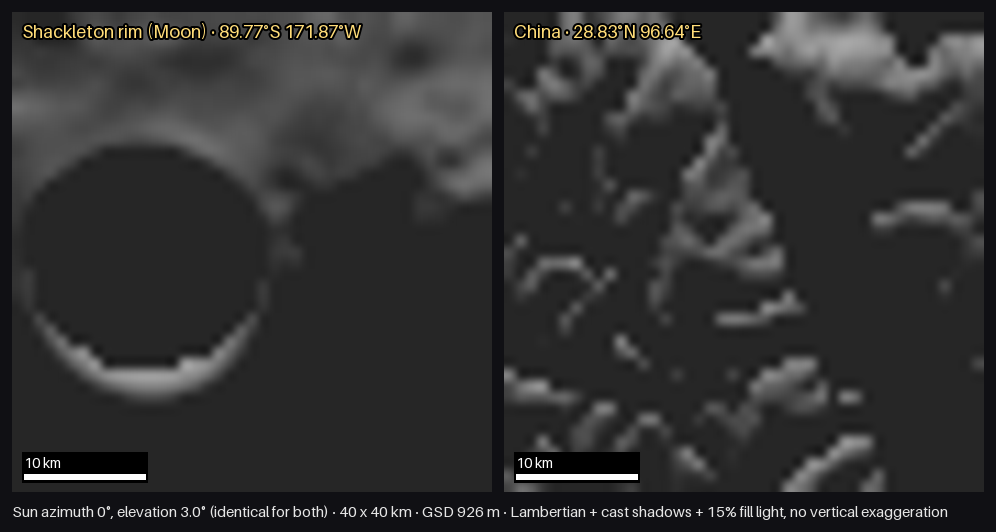 Shackleton rim (Moon) · 89.77°S 171.87°W
China · 28.83°N 96.64°E
10 km
10 km
Sun azimuth 0°, elevation 3.0° (identical for both) · 40 x 40 km · GSD 926 m · Lambertian + cast shadows + 15% fill light, no vertical exaggeration